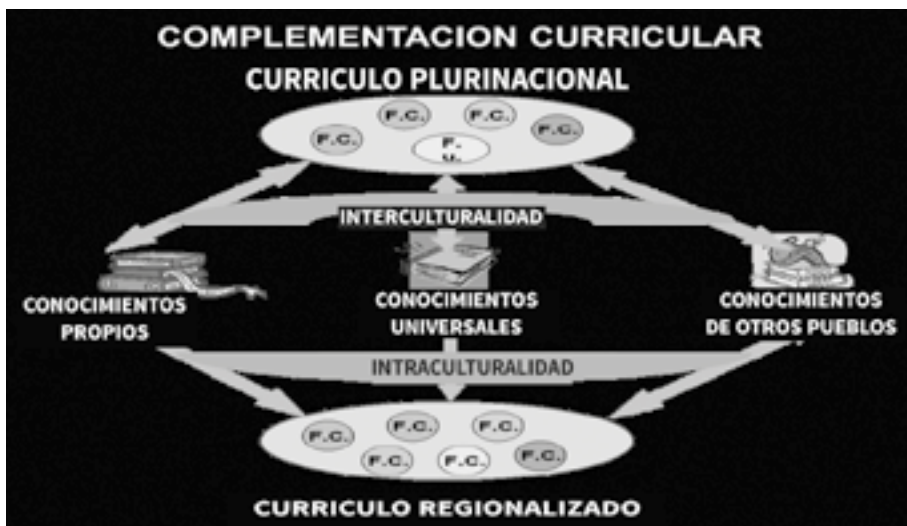 COMPLEMENTACION CURRICULAR
CURRICULO PLURINACIONAL
F.C.
F.C.
F.C.
F.C.
F.
U.
INTERCULTURALIDAD
CONOCIMIENTOS
PROPIOS
CONOCIMIENTOS
UNIVERSALES
CONOCIMIENTOS
DE OTROS PUEBLOS
INTRACULTURALIDAD
F.C.
F.C.
F.C.
F.C.
F.C.
F.C.
CURRICULO REGIONALIZADO